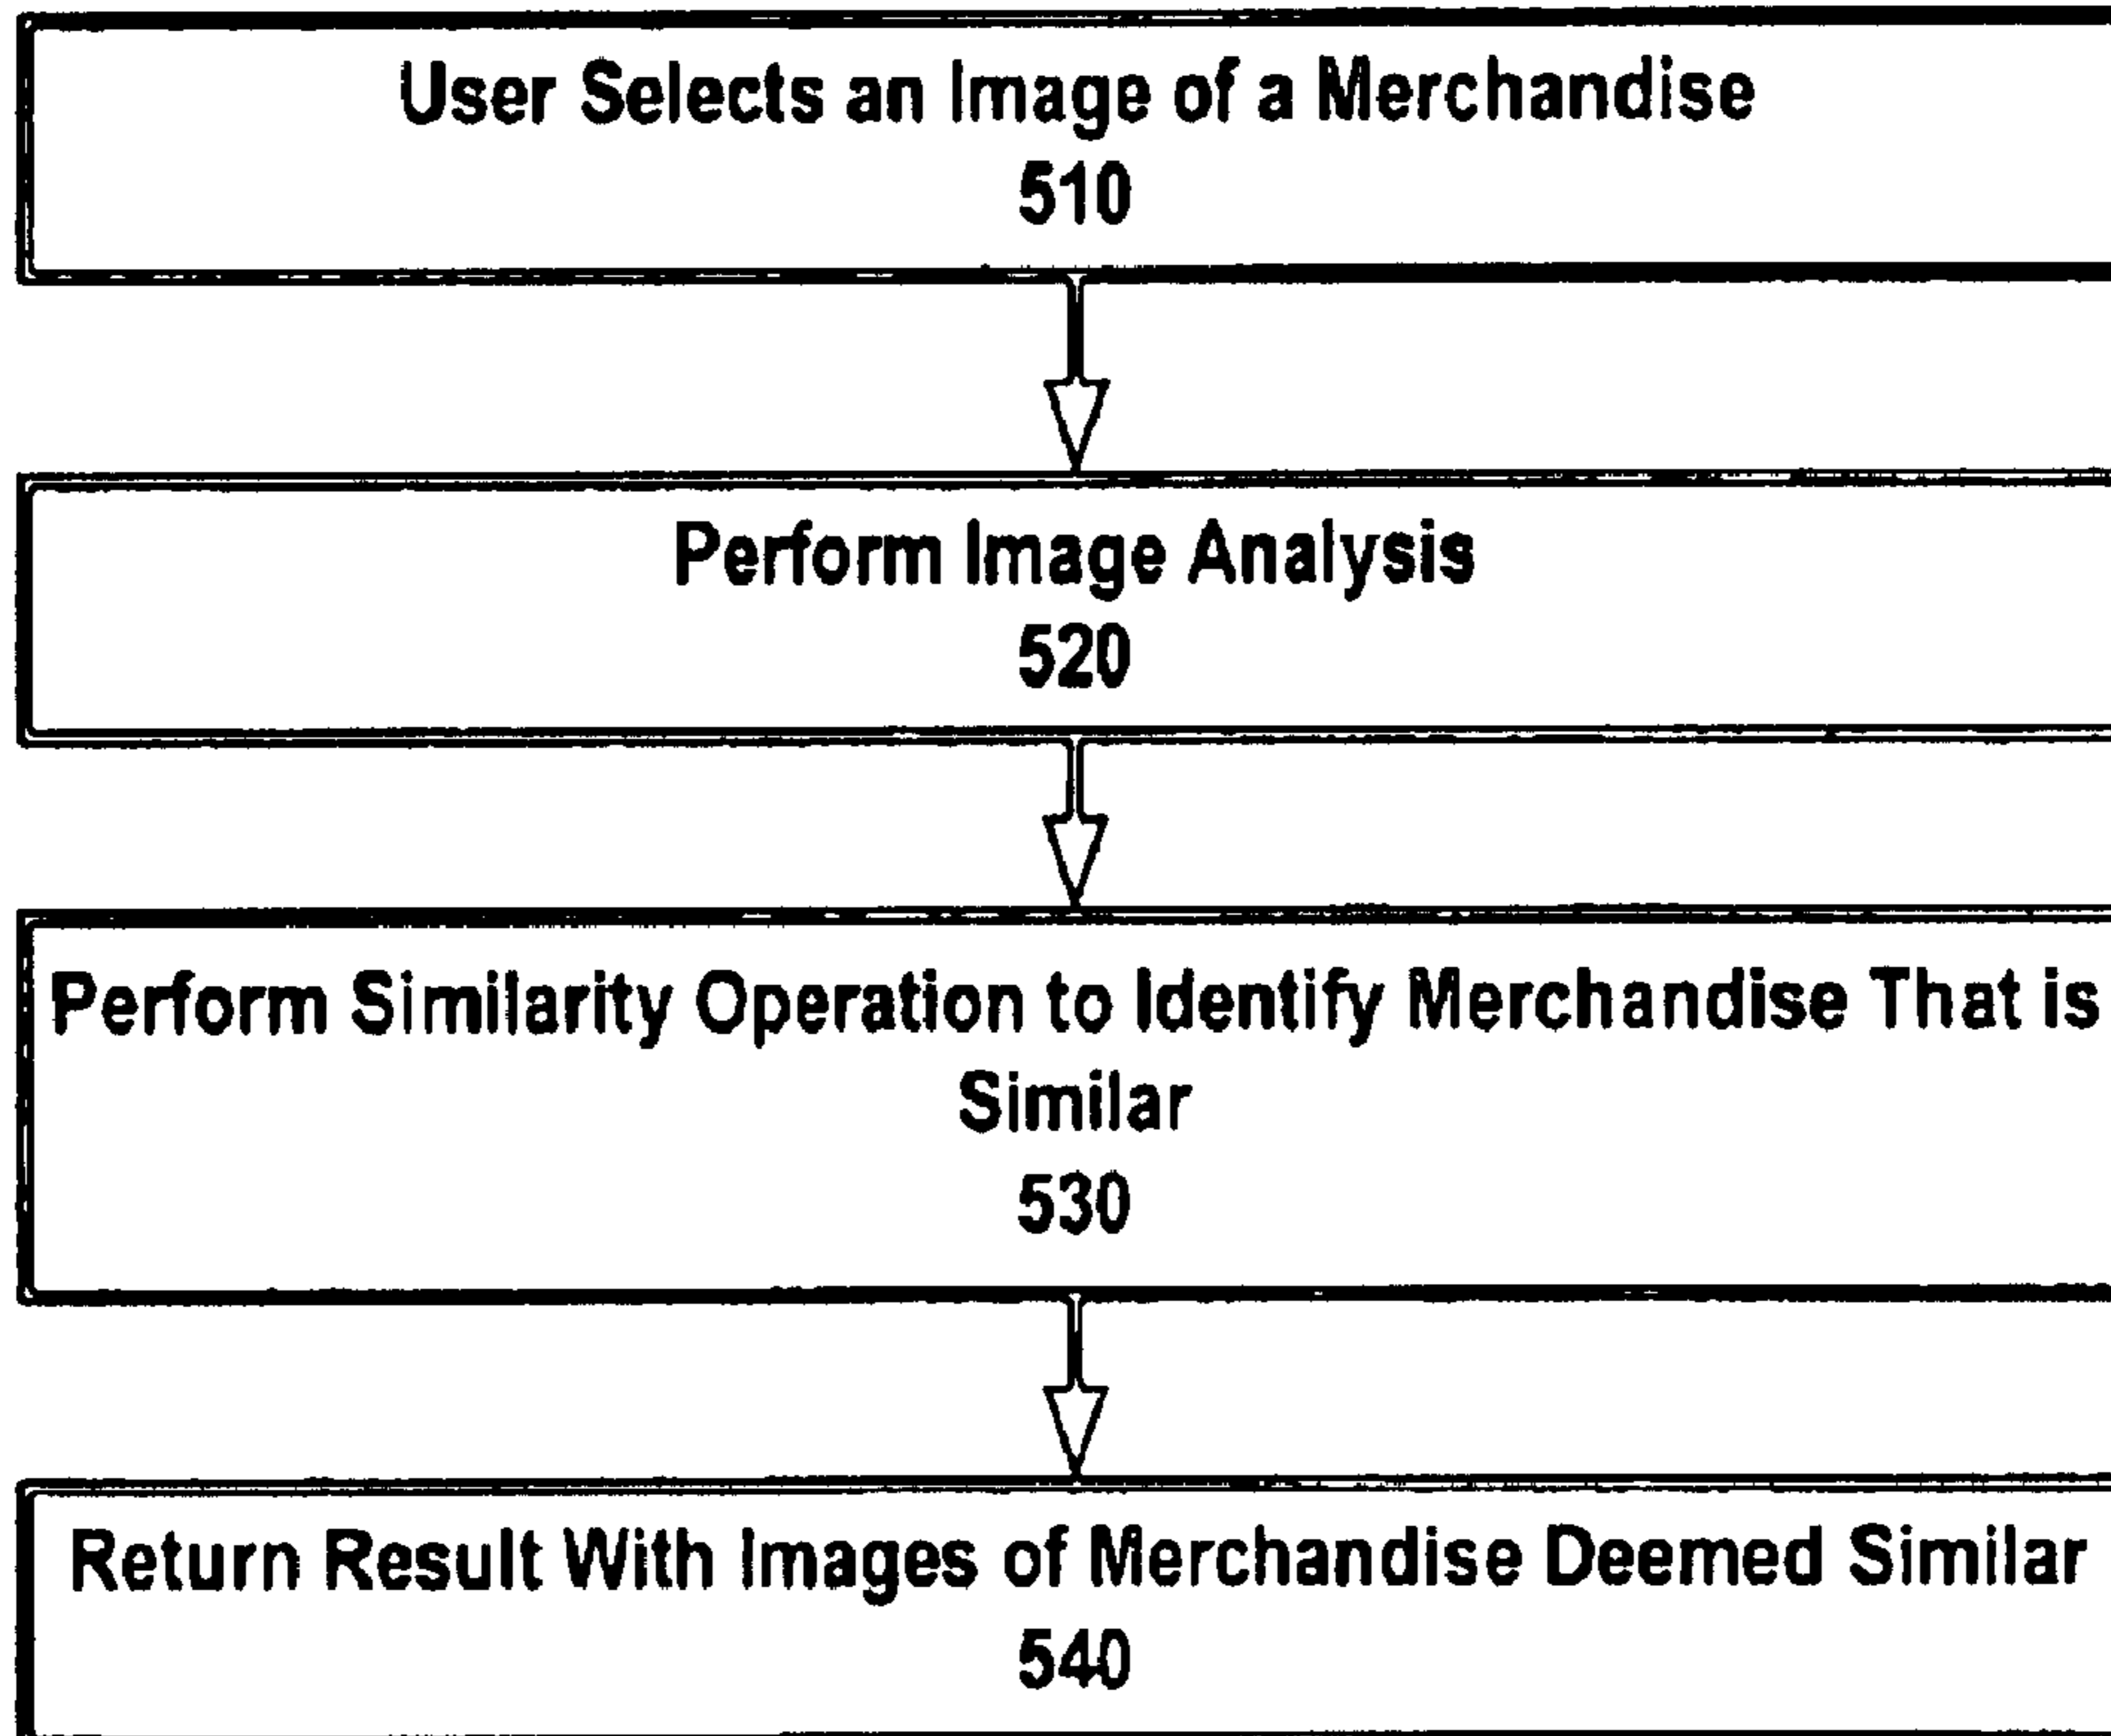 User Selects an Image of a Merchandise
510
Perform Image Analysis
520
Perform Similarity Operation to Identify Merchandise That is
Similar
530
Return Result With Images of Merchandise Deemed Similar
540